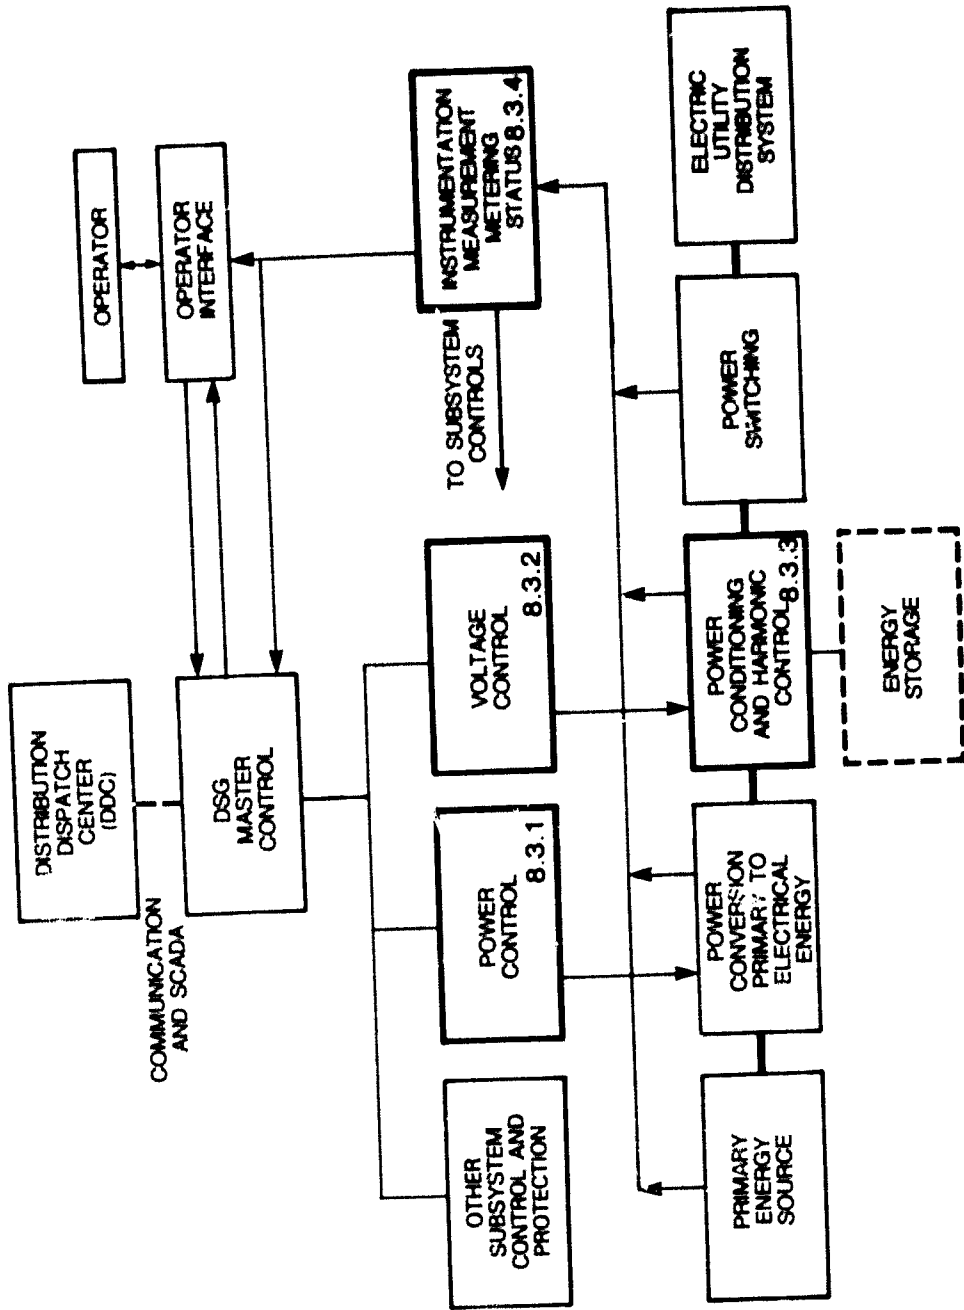 DISTRIBUTION
DISPATCH
CENTER
(DDC)
OPERATOR
COMMUNICATION
AND SCADA
DSG
MASTER
CONTROL
OPERATOR
INTERFACE
OTHER
SUBSYSTEM
CONTROL AND
PROTECTION
POWER
CONTROL
8.3.1
VOLTAGE
CONTROL
8.3.2
TO SUBSYSTEM
CONTROLS
INSTRUMENTATION
MEASUREMENT
METERING
STATUS 8.3.4
PRIMARY
ENERGY
SOURCE
POWER
CONVERSION
PRIMARY TO
ELECTRICAL
ENERGY
POWER
CONDITIONING
AND HARMONIC
CONTROL
8.3.3
POWER
SWITCHING
ELECTRIC
UTILITY
DISTRIBUTION
SYSTEM
ENERGY
STORAGE